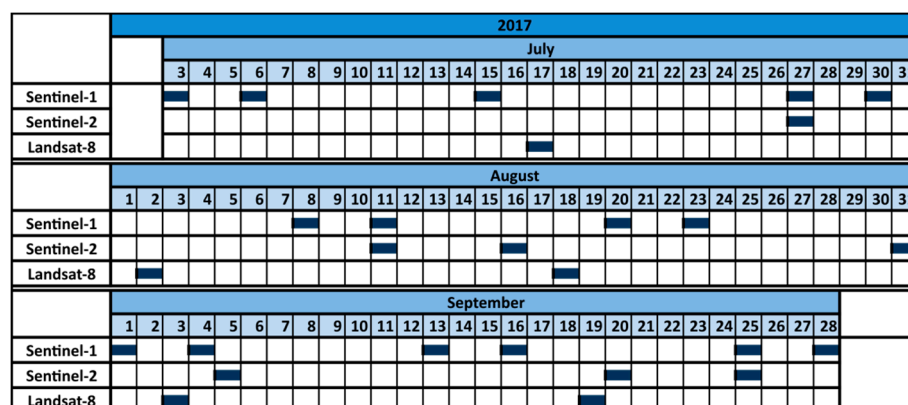 2017
July
3 4 5 6 7 8 9 10 11 12 13 14 15 16 17 18 19 20 21 22 23 24 25 26 27 28 29 30
Sentinel-1
Sentinel-2
Landsat-8
August
1 2 3 4 5 6 7 8 9 10 11 12 13 14 15 16 17 18 19 20 21 22 23 24 25 26 27 28 29 30
Sentinel-1
Sentinel-2
Landsat-8
September
1 2 3 4 5 6 7 8 9 10 11 12 13 14 15 16 17 18 19 20 21 22 23 24 25 26 27 28
Sentinel-1
Sentinel-2
Landsat-8